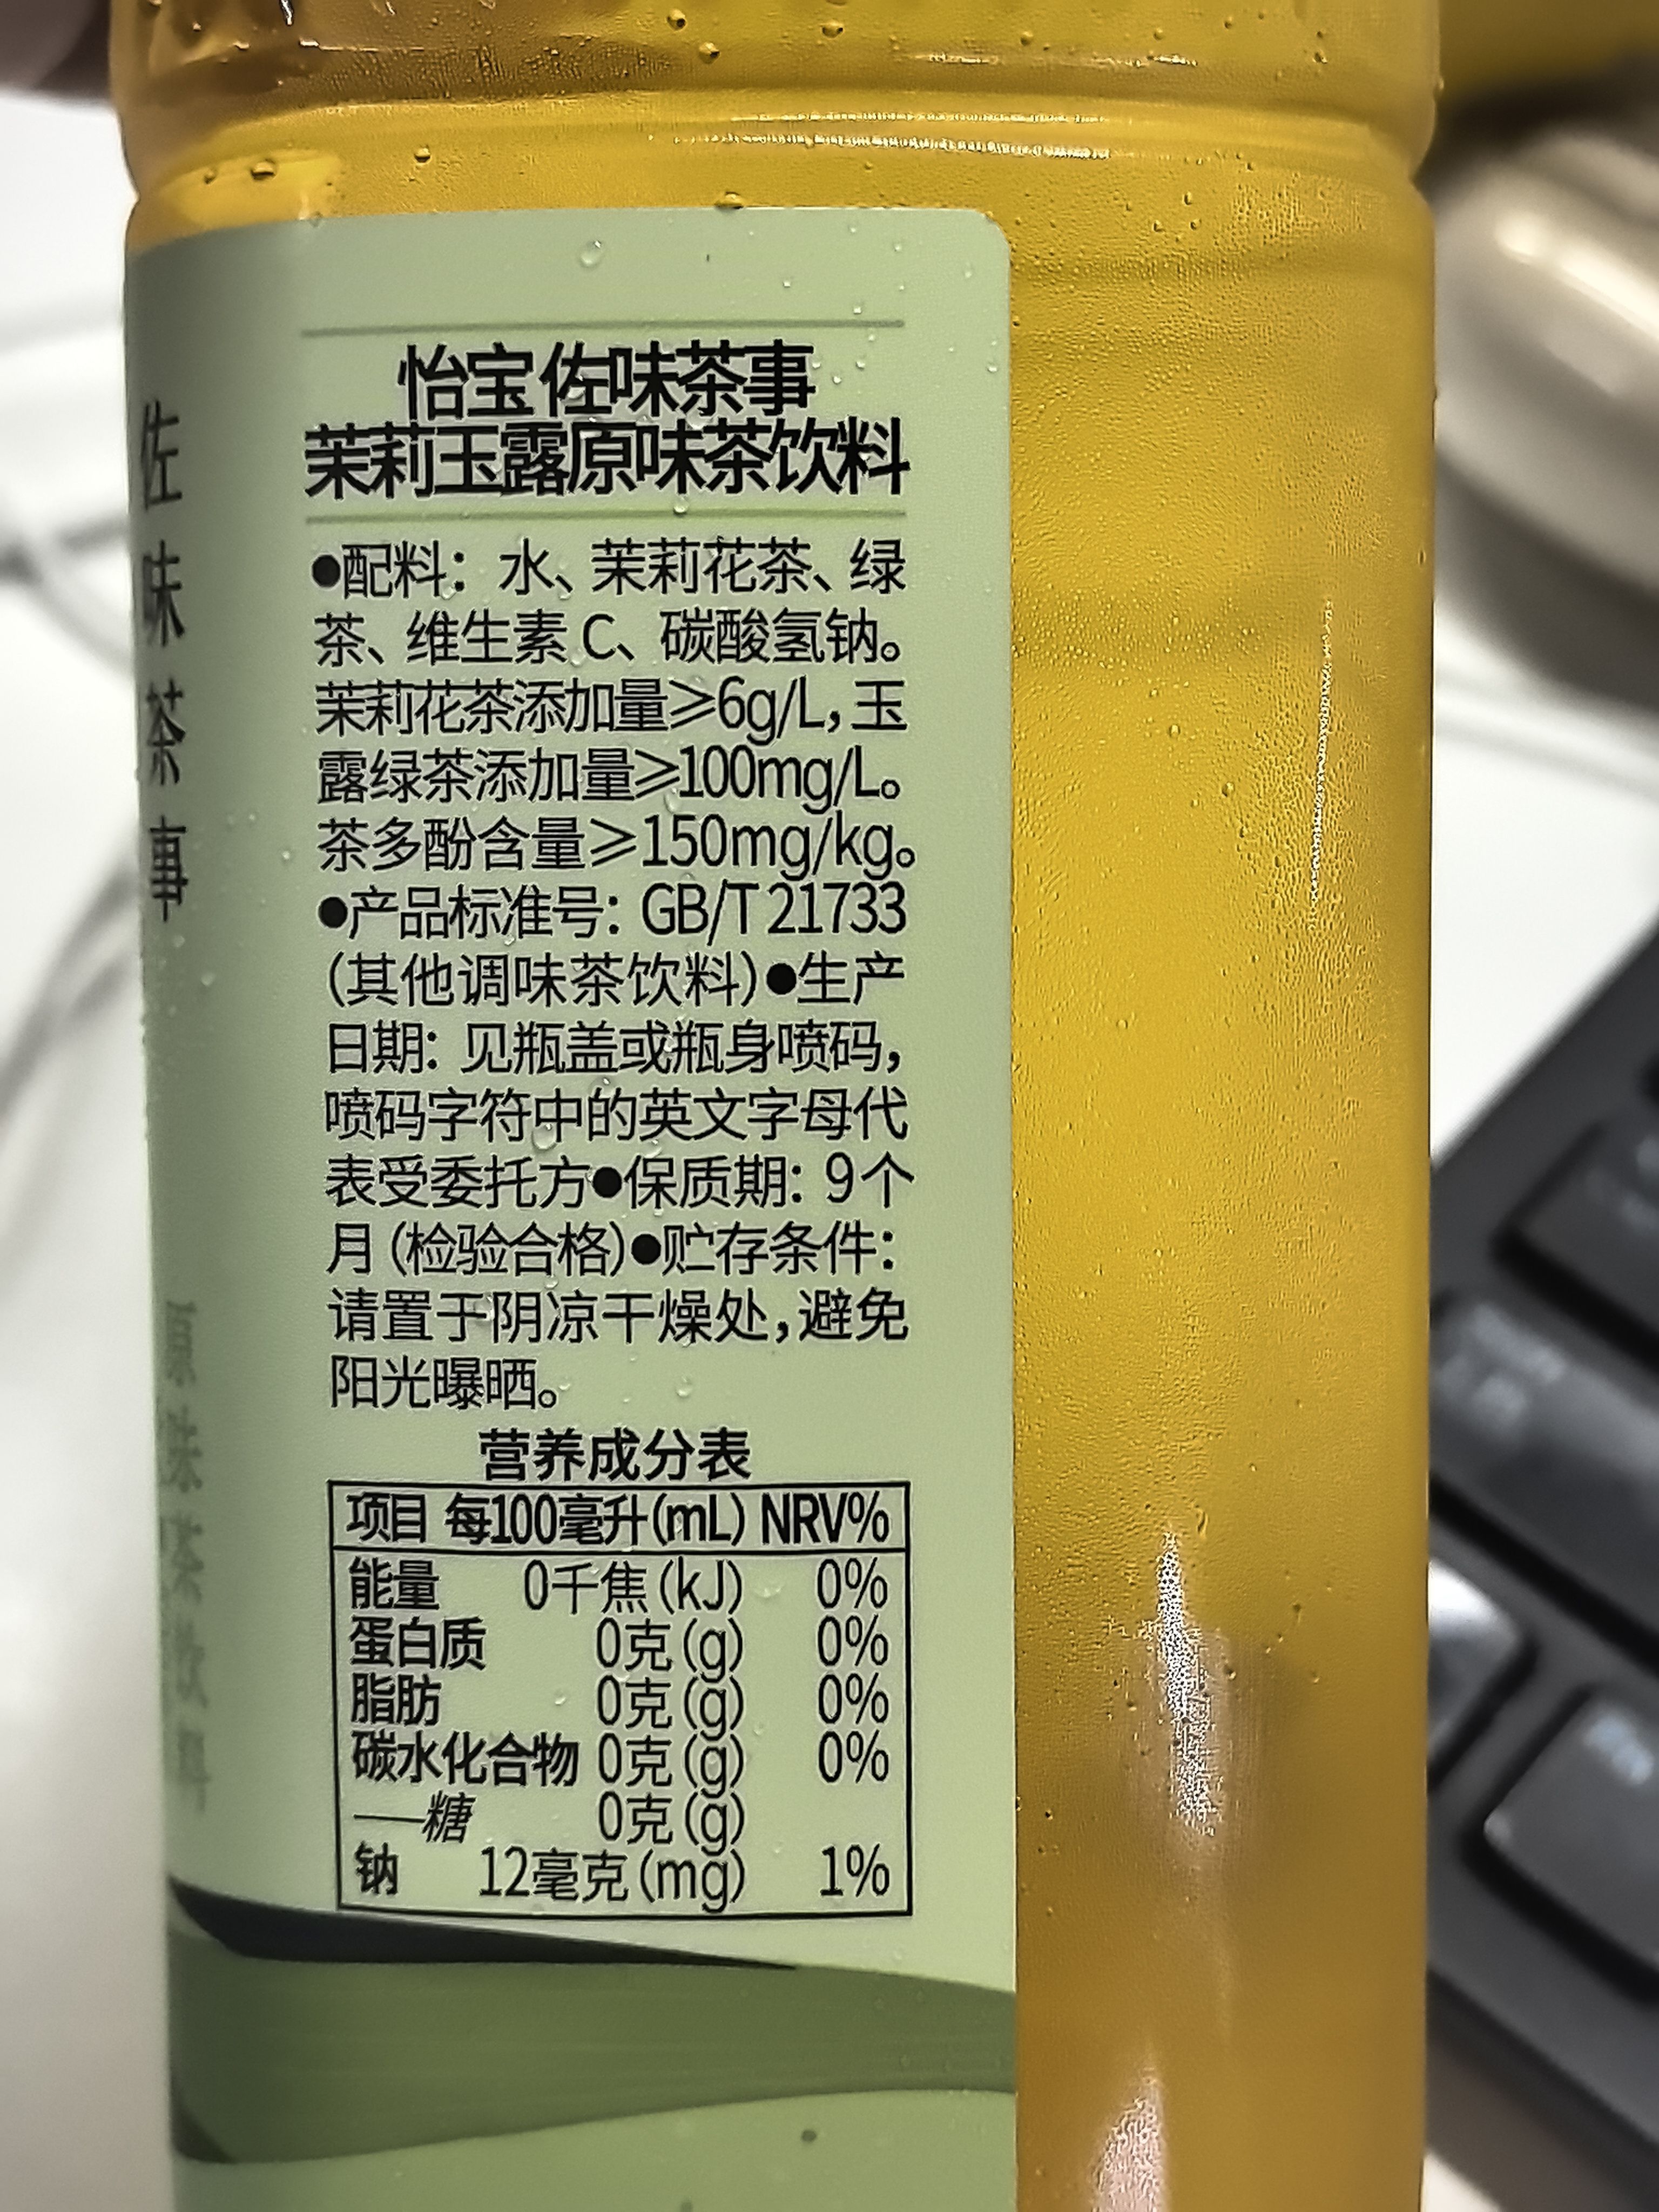 佐味茶事
原味茶饮料
怡宝 佐味茶事
茉莉玉露原味茶饮料
●配料：水、茉莉花茶、绿
茶、维生素 C、碳酸氢钠。
茉莉花茶添加量≥6g/L，玉
露绿茶添加量≥100mg/L。
茶多酚含量≥150mg/kg。
●产品标准号：GB/T 21733
（其他调味茶饮料）●生产
日期：见瓶盖或瓶身喷码，
喷码字符中的英文字母代
表受委托方●保质期：9个
月（检验合格）●贮存条件：
请置于阴凉干燥处，避免
阳光曝晒。
营养成分表
项目 每100毫升(mL) NRV%
能量 0千焦(kJ) 0%
蛋白质 0克(g) 0%
脂肪 0克(g) 0%
碳水化合物 0克(g) 0%
——糖 0克(g)
钠 12毫克(mg) 1%